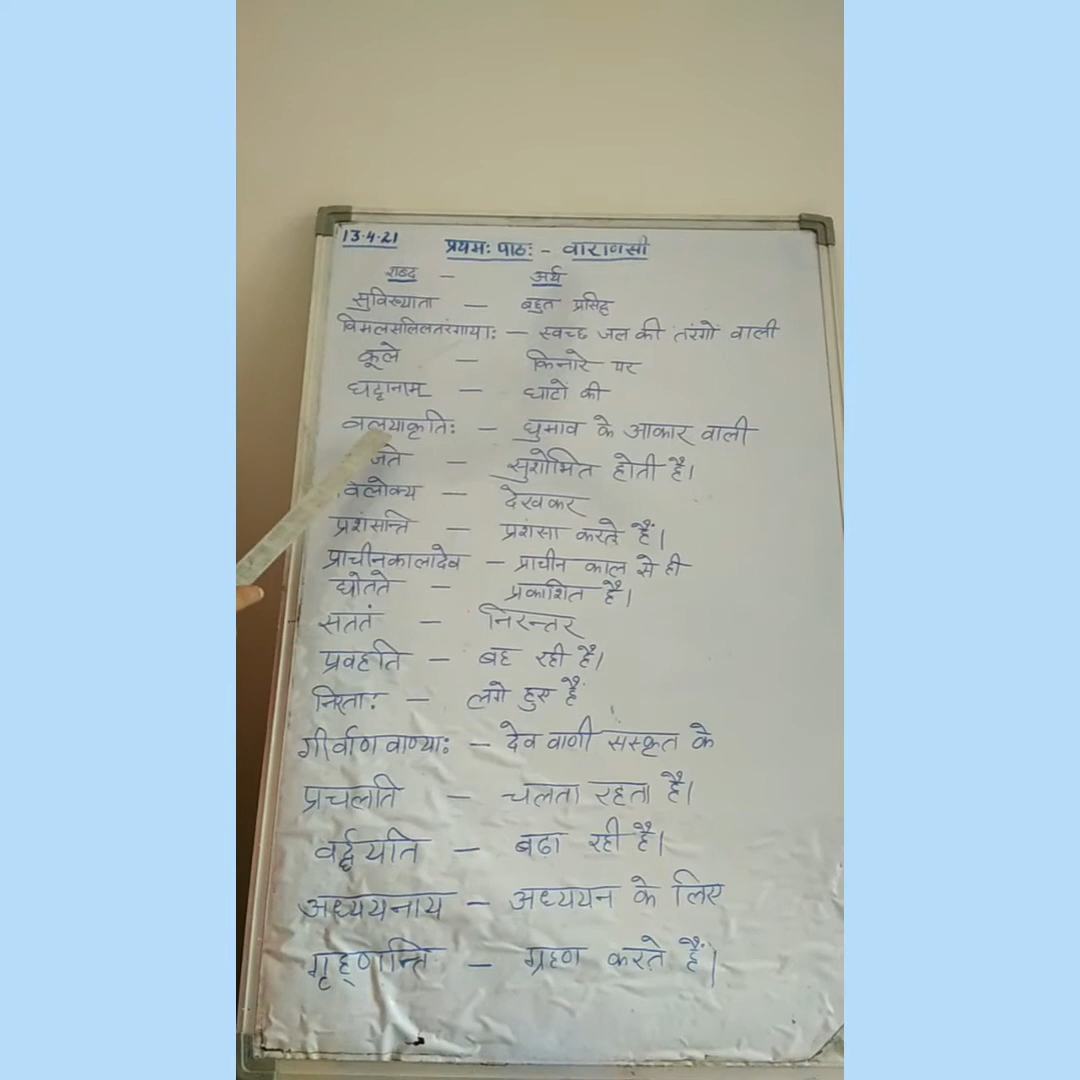 13.4.21
प्रथमः पाठः - वाराणसी
शब्द - अर्थ
सुविख्याता - बहुत प्रसिद्द
विमलसलिलतरंगायाः - स्वच्छ जल की तरंगों वाली
कूले - किनारे पर
घट्टानाम् - घाटों की
वलयाकृतिः - घुमाव के आकार वाली
जते - सुशोभित होती है।
वलोक्य - देखकर
प्रशंसन्ति - प्रशंसा करते हैं।
प्राचीनकालादेव - प्राचीन काल से ही
द्योतते - प्रकाशित है।
सततं - निरन्तर
प्रवहति - बह रही है।
निरताः - लगे हुए हैं
गीर्वाणवाण्याः - देव वाणी संस्कृत के
प्रचलति - चलता रहता है।
वर्द्धयति - बढ़ा रही है।
अध्ययनाय - अध्ययन के लिए
गृह्णन्ति - ग्रहण करते हैं।